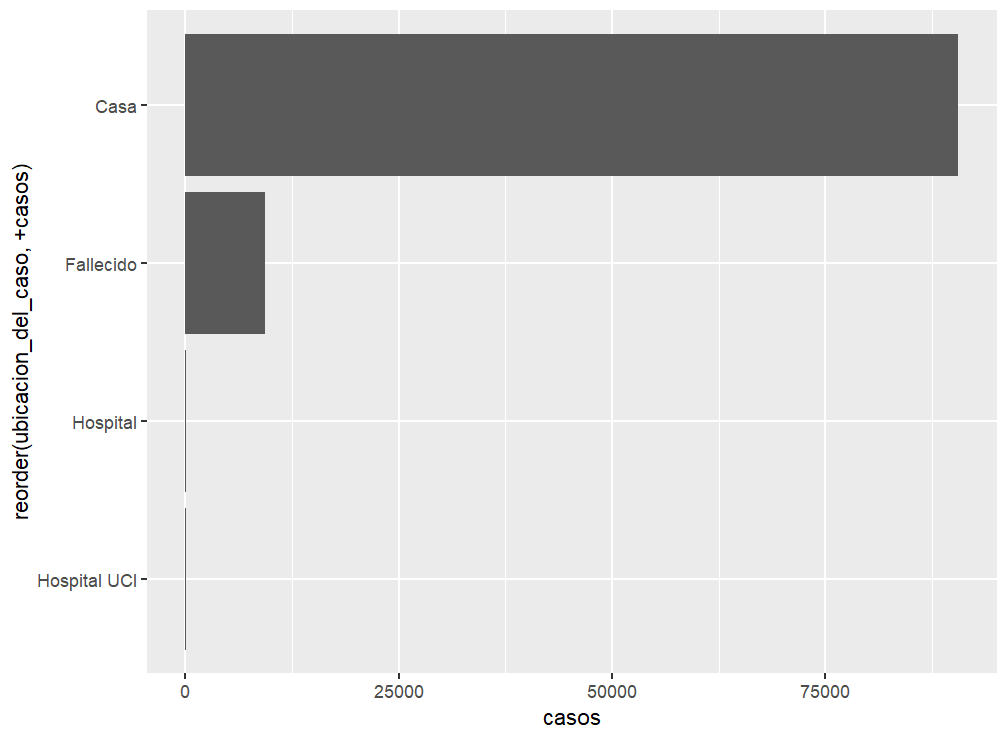 reorder(ubicacion_del_caso, +casos)
Casa
Fallecido
Hospital
Hospital UCI
0 25000 50000 75000
casos